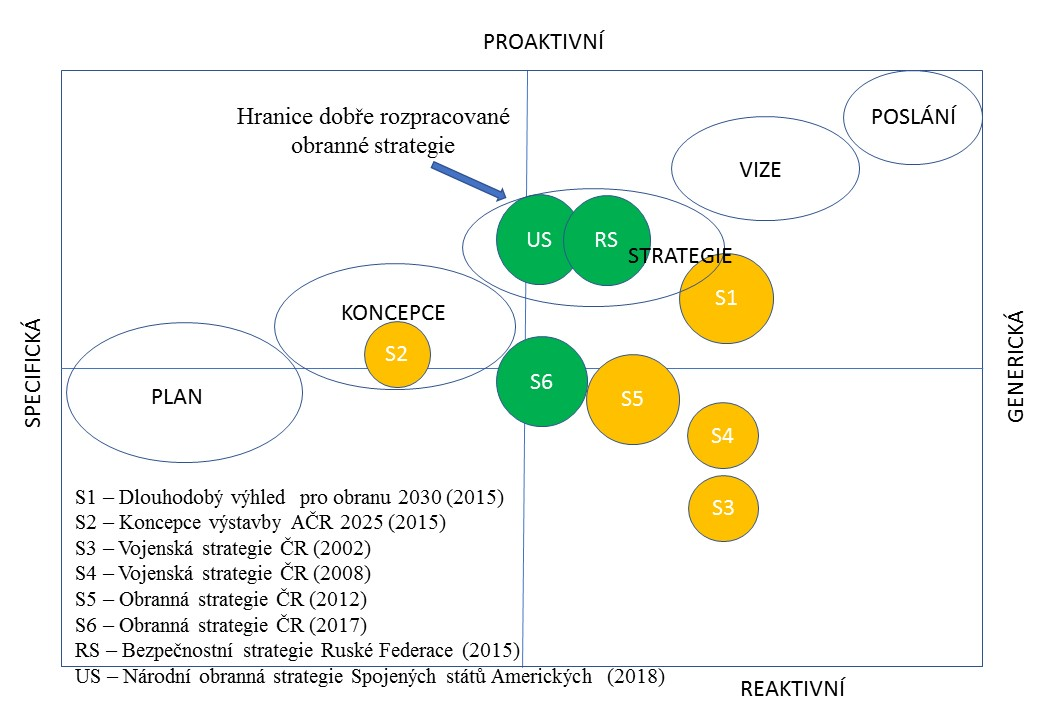 PROAKTIVNÍ
Hranice dobře rozpracované
obranné strategie
POSLÁNÍ
VIZE
US
RS
STRATEGIE
S1
KONCEPCE
S2
SPECIFICKÁ
GENERICKÁ
PLAN
S6
S5
S4
S3
S1 – Dlouhodobý výhled pro obranu 2030 (2015)
S2 – Koncepce výstavby AČR 2025 (2015)
S3 – Vojenská strategie ČR (2002)
S4 – Vojenská strategie ČR (2008)
S5 – Obranná strategie ČR (2012)
S6 – Obranná strategie ČR (2017)
RS – Bezpečnostní strategie Ruské Federace (2015)
US – Národní obranná strategie Spojených států Amerických (2018)
REAKTIVNÍ